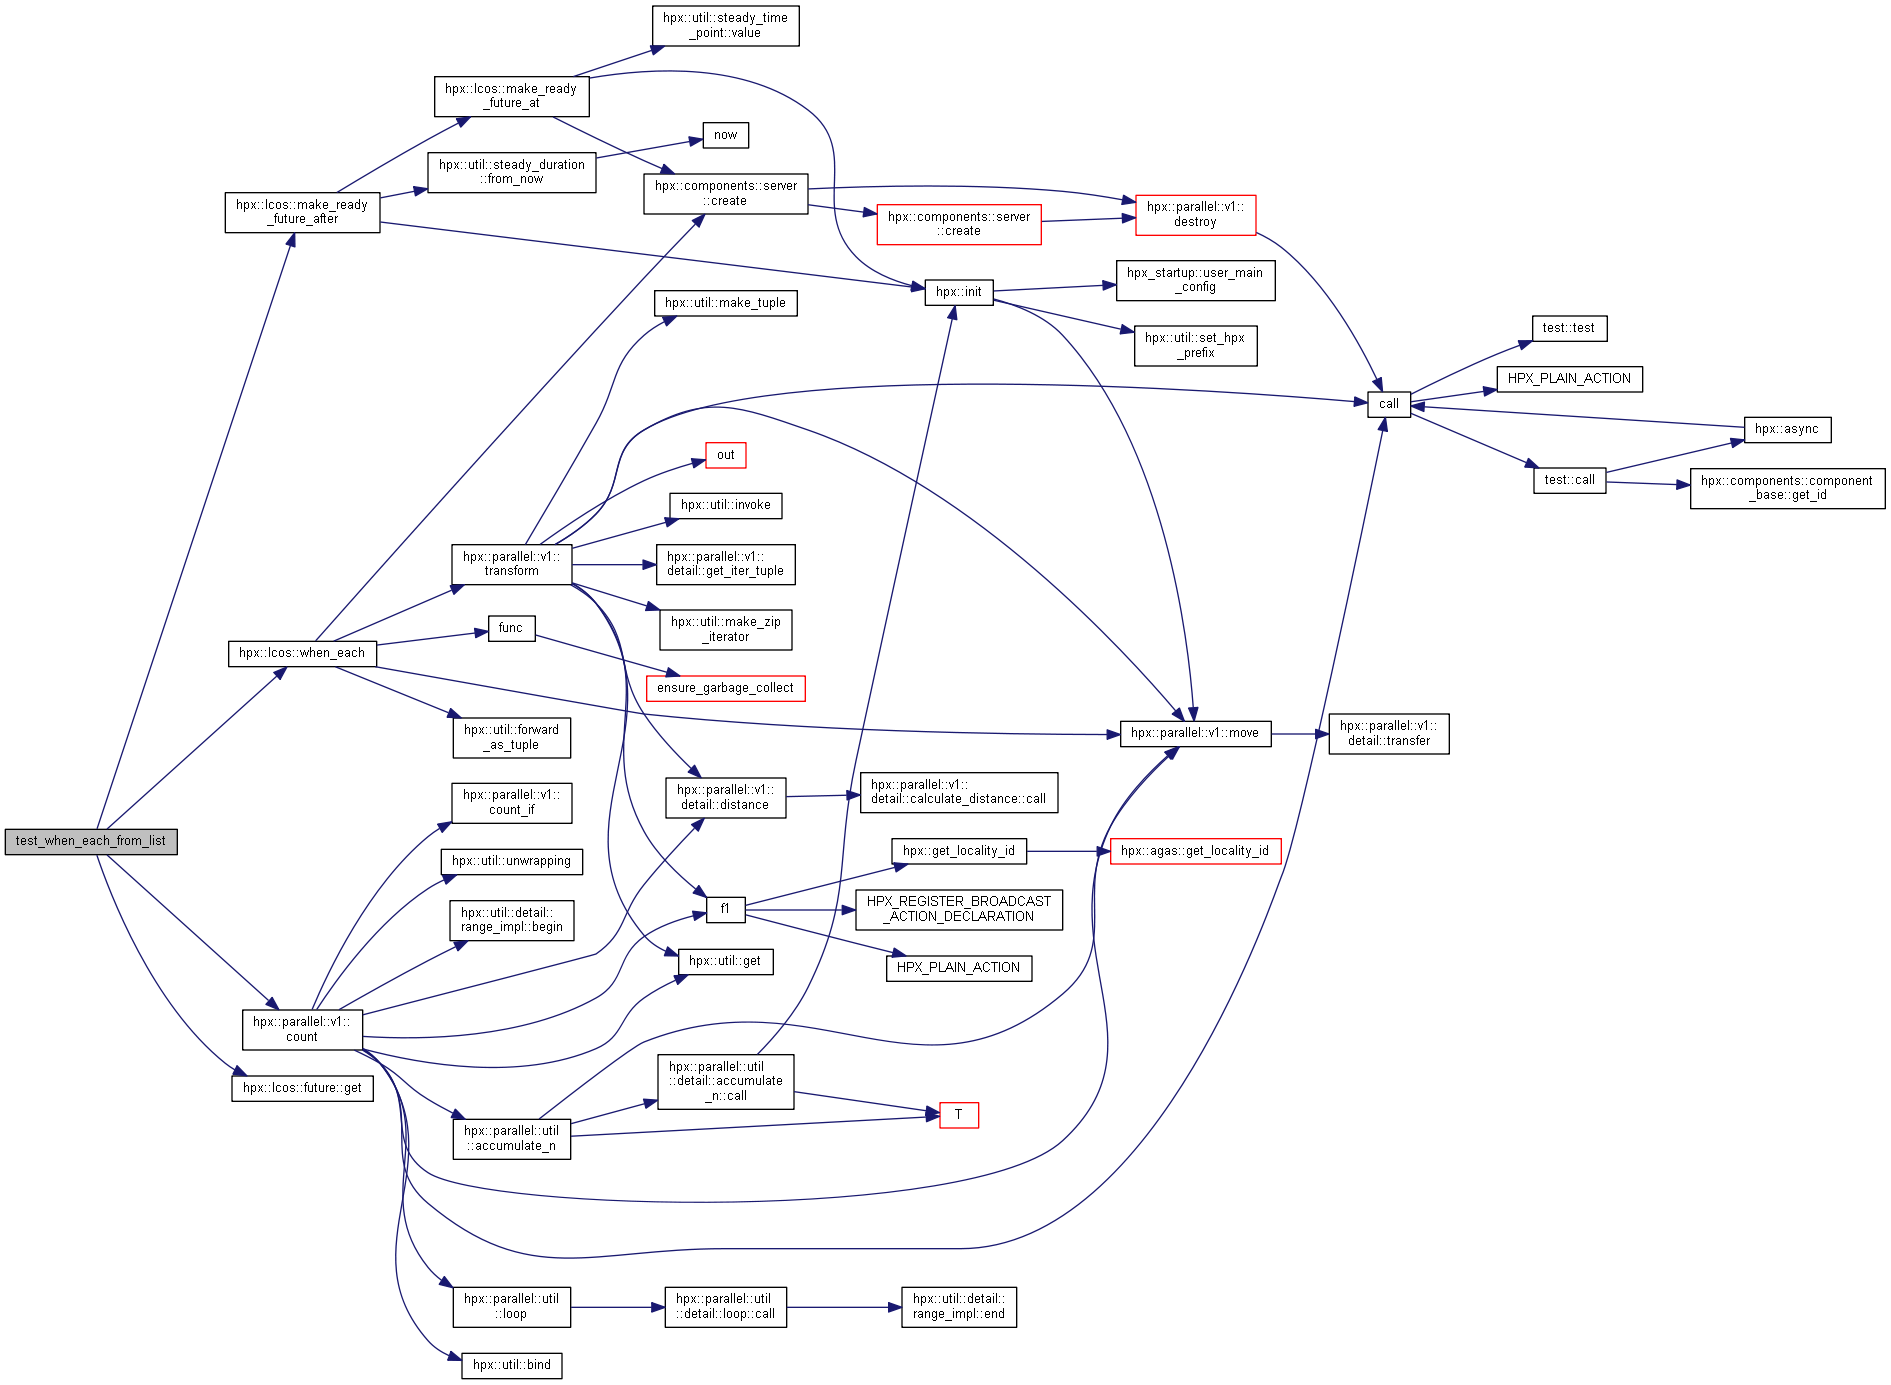 hpx::util::steady_time
_point::value
hpx::lcos::make_ready
_future_at
now
hpx::util::steady_duration
::from_now
hpx::components::server
::create
hpx::lcos::make_ready
_future_after
hpx::components::server
::create
hpx::parallel::v1::
destroy
hpx::init
hpx_startup::user_main
_config
hpx::util::make_tuple
hpx::util::set_hpx
_prefix
test::test
HPX_PLAIN_ACTION
call
hpx::async
out
test::call
hpx::components::component
_base::get_id
hpx::util::invoke
hpx::parallel::v1::
transform
hpx::parallel::v1::
detail::get_iter_tuple
hpx::util::make_zip
_iterator
func
hpx::lcos::when_each
ensure_garbage_collect
hpx::util::forward
_as_tuple
hpx::parallel::v1::move
hpx::parallel::v1::
detail::transfer
hpx::parallel::v1::
detail::distance
hpx::parallel::v1::
detail::calculate_distance::call
hpx::parallel::v1::
count_if
test_when_each_from_list
hpx::util::unwrapping
hpx::get_locality_id
hpx::agas::get_locality_id
hpx::util::detail::
range_impl::begin
f1
HPX_REGISTER_BROADCAST
_ACTION_DECLARATION
hpx::util::get
HPX_PLAIN_ACTION
hpx::parallel::v1::
count
hpx::lcos::future::get
hpx::parallel::util
::detail::accumulate
_n::call
T
hpx::parallel::util
::accumulate_n
hpx::parallel::util
::loop
hpx::parallel::util
::detail::loop::call
hpx::util::detail::
range_impl::end
hpx::util::bind